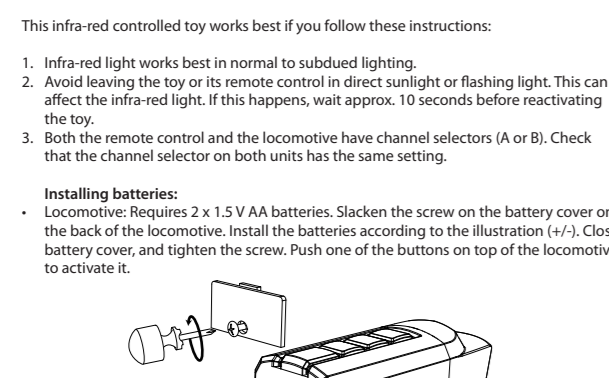 This infra-red controlled toy works best if you follow these instructions:
1. Infra-red light works best in normal to subdued lighting.
2. Avoid leaving the toy or its remote control in direct sunlight or flashing light. This can
affect the infra-red light. If this happens, wait approx. 10 seconds before reactivating
the toy.
3. Both the remote control and the locomotive have channel selectors (A or B). Check
that the channel selector on both units has the same setting.
Installing batteries:
• Locomotive: Requires 2 x 1.5 V AA batteries. Slacken the screw on the battery cover on
the back of the locomotive. Install the batteries according to the illustration (+/-). Clos
battery cover, and tighten the screw. Push one of the buttons on top of the locomotiv
to activate it.